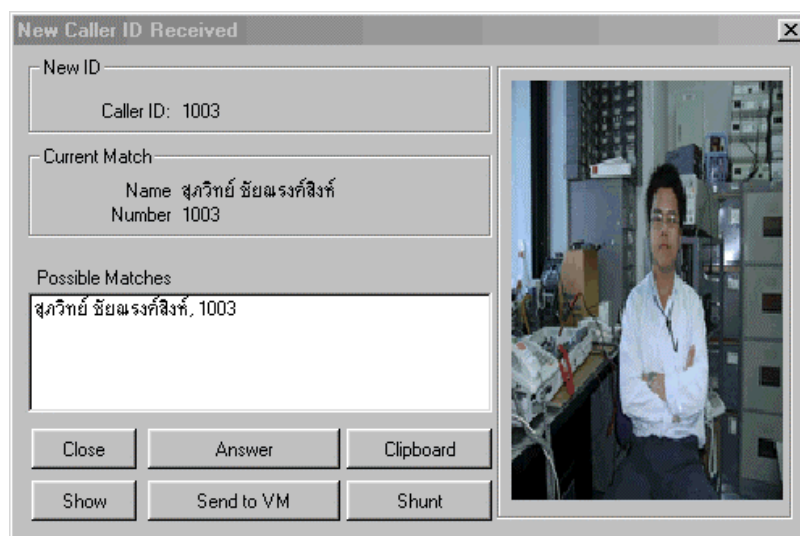 New Caller ID Received
New ID
Caller ID: 1003
Current Match
Name สุภวิทย์ ชัยณรงค์สิงห์
Number 1003
Possible Matches
สุภวิทย์ ชัยณรงค์สิงห์, 1003
Close Answer Clipboard
Show Send to VM Shunt